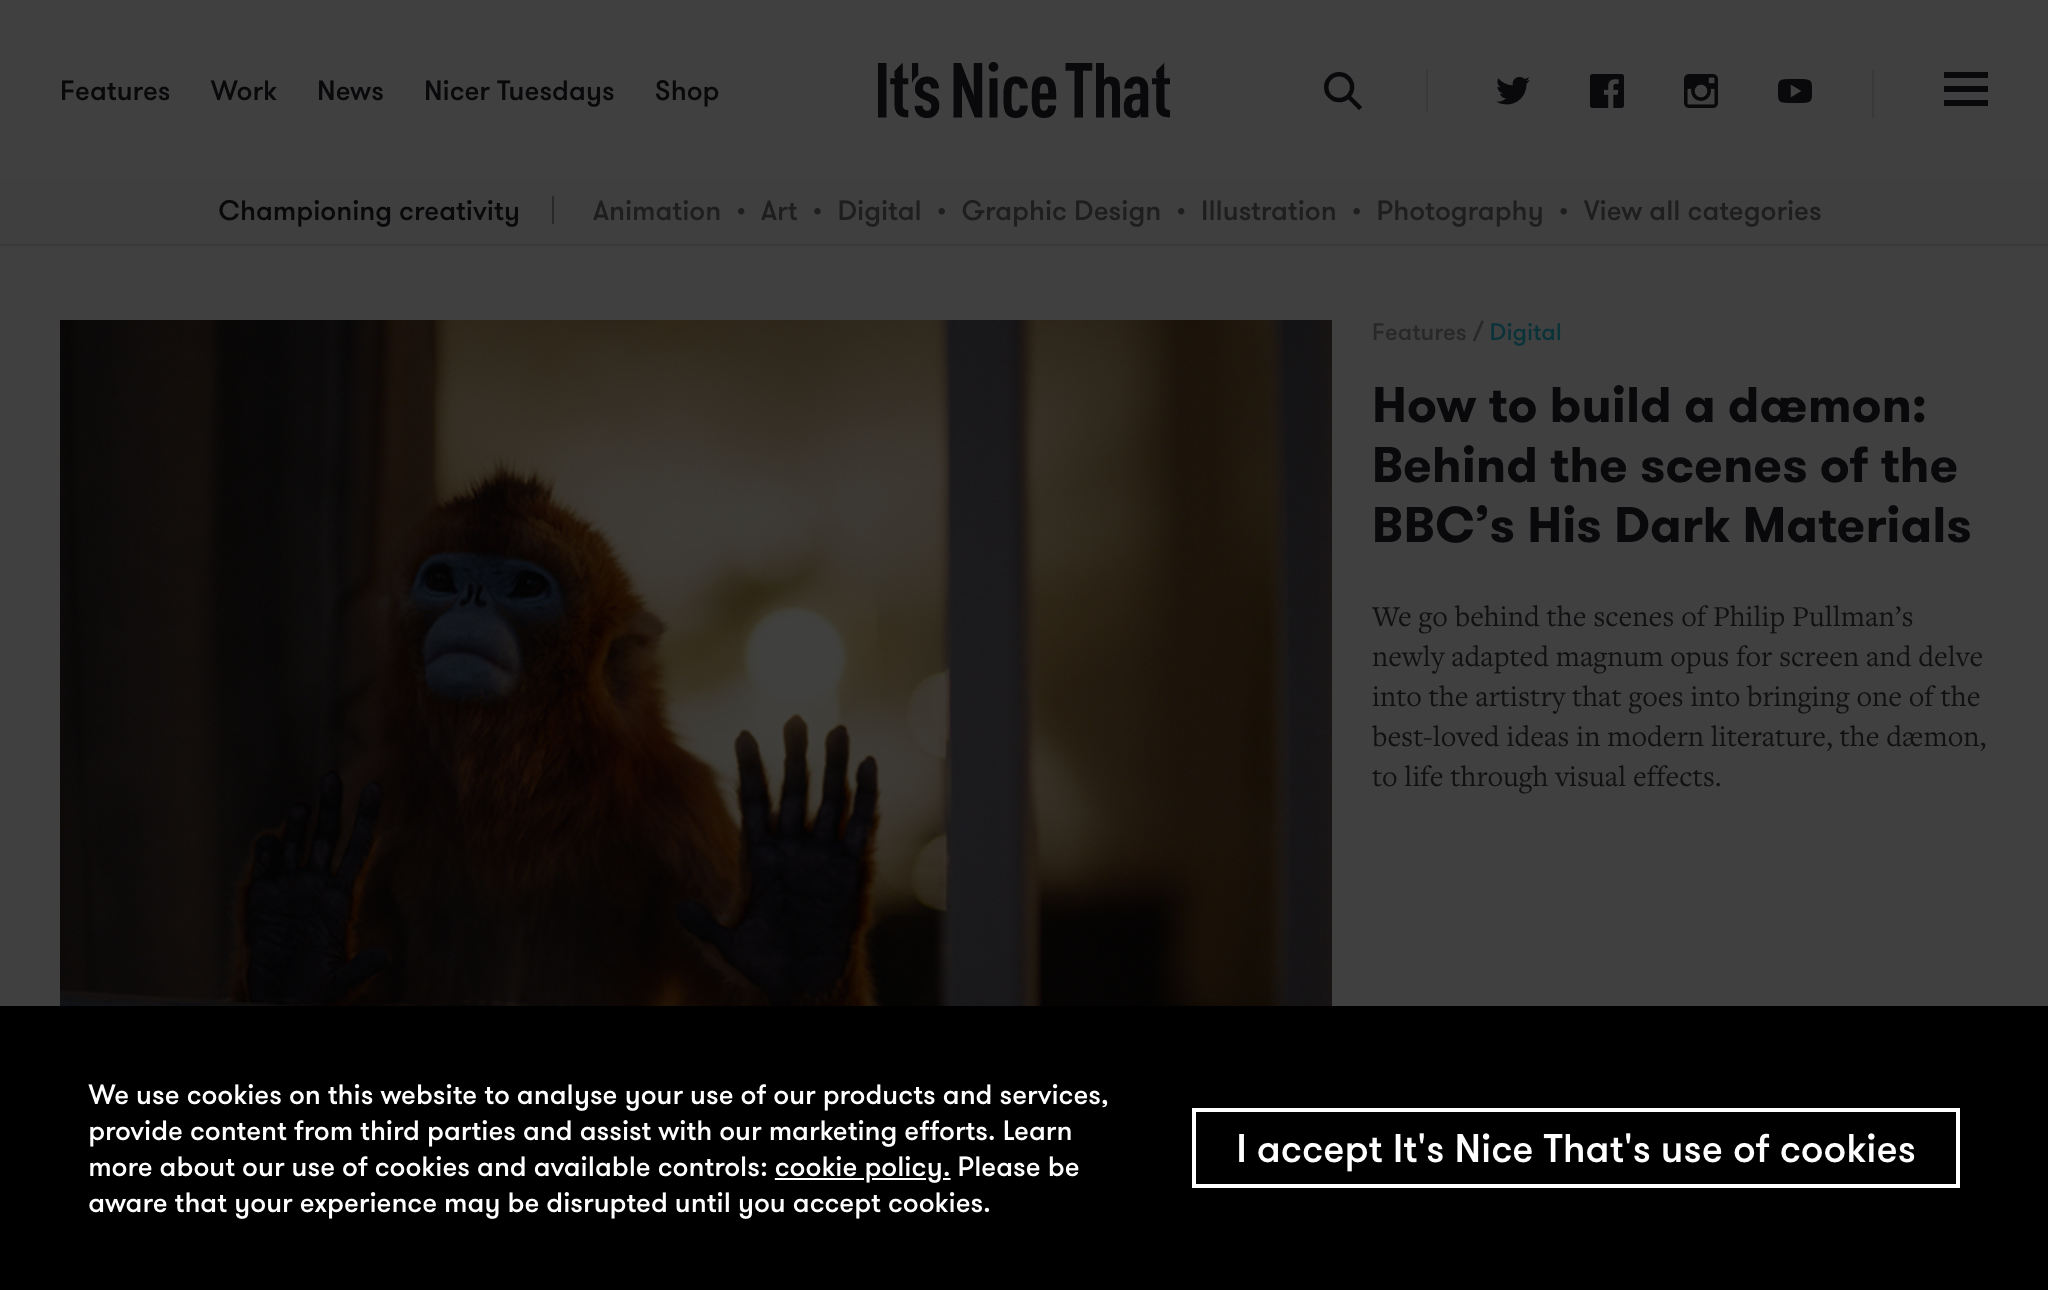 Features Work News Nicer Tuesdays Shop
It's Nice That
Championing creativity | Animation • Art • Digital • Graphic Design • Illustration • Photography • View all categories
Features / Digital
How to build a dæmon:
Behind the scenes of the
BBC’s His Dark Materials
We go behind the scenes of Philip Pullman’s
newly adapted magnum opus for screen and delve
into the artistry that goes into bringing one of the
best-loved ideas in modern literature, the dæmon,
to life through visual effects.
We use cookies on this website to analyse your use of our products and services,
provide content from third parties and assist with our marketing efforts. Learn
more about our use of cookies and available controls: cookie policy. Please be
aware that your experience may be disrupted until you accept cookies.
I accept It's Nice That's use of cookies